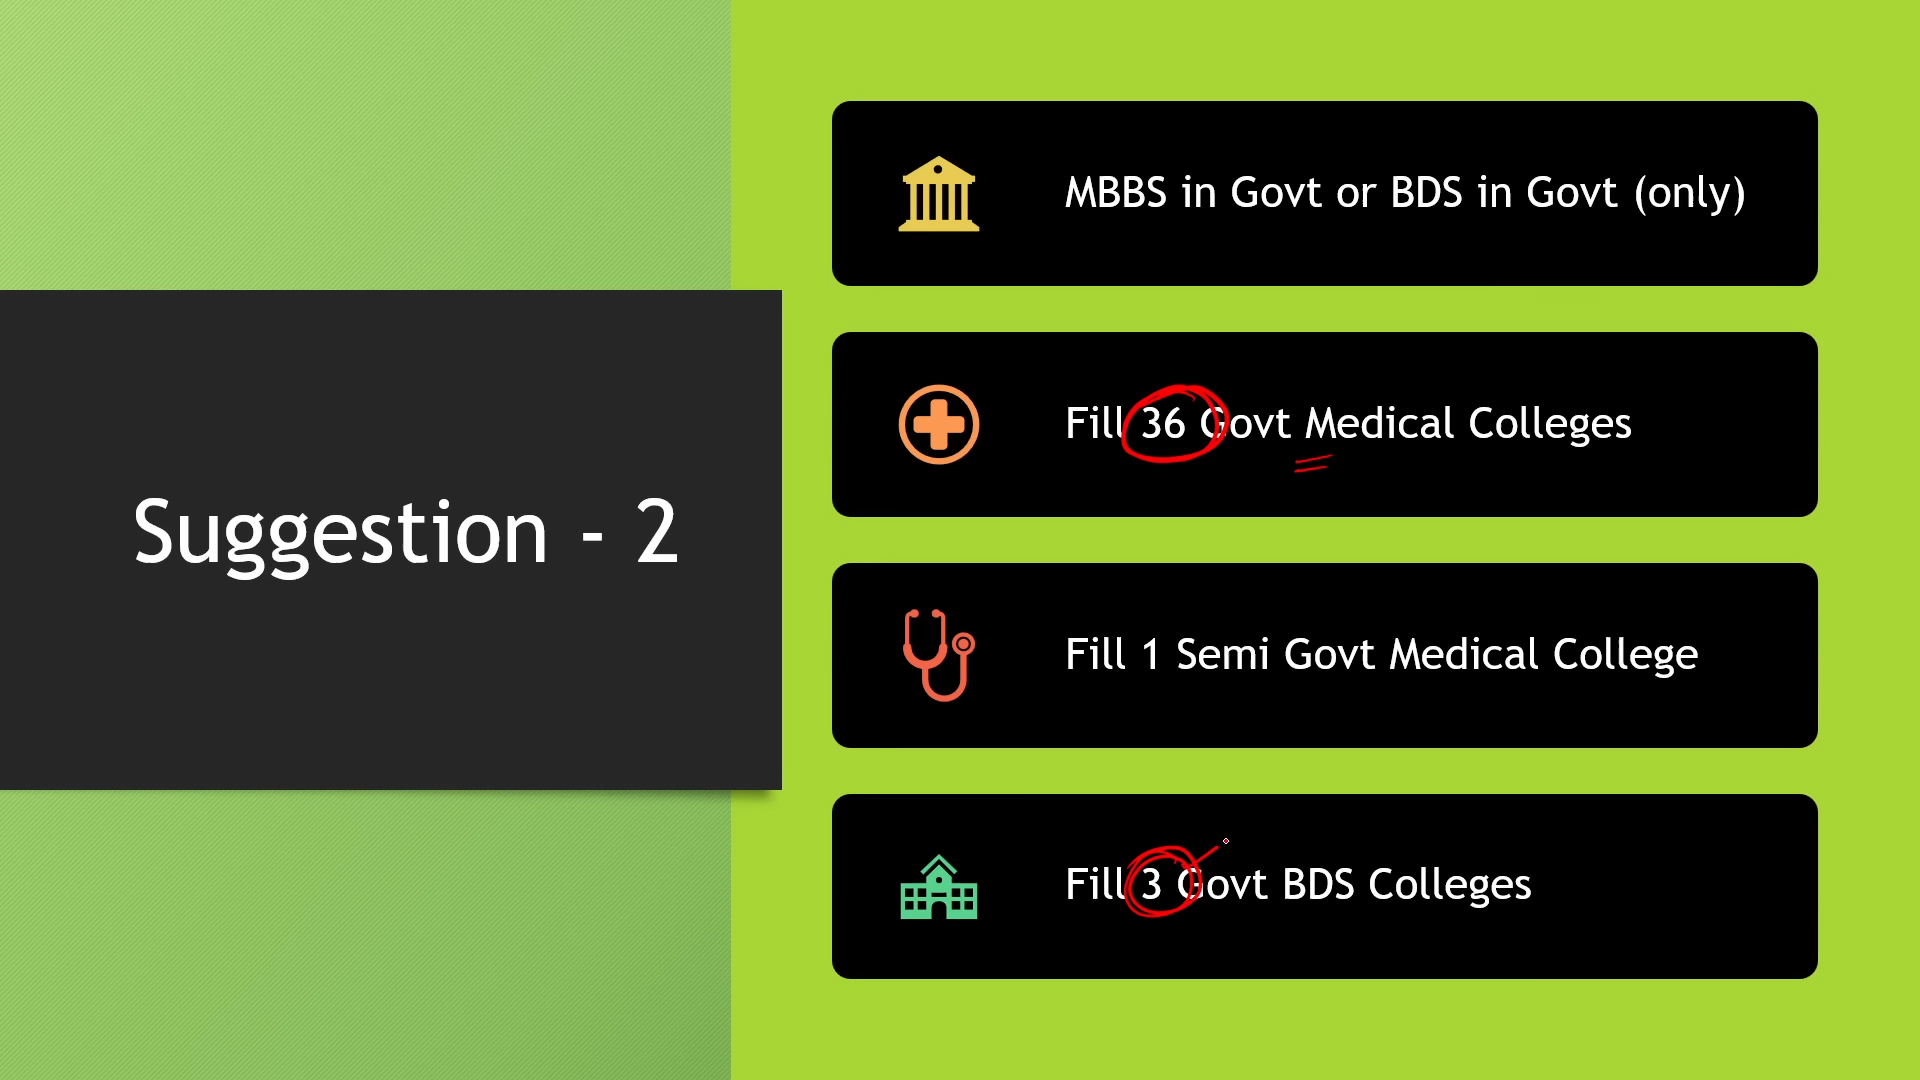 Suggestion - 2
MBBS in Govt or BDS in Govt (only)
Fill 36 Govt Medical Colleges
Fill 1 Semi Govt Medical College
Fill 3 Govt BDS Colleges